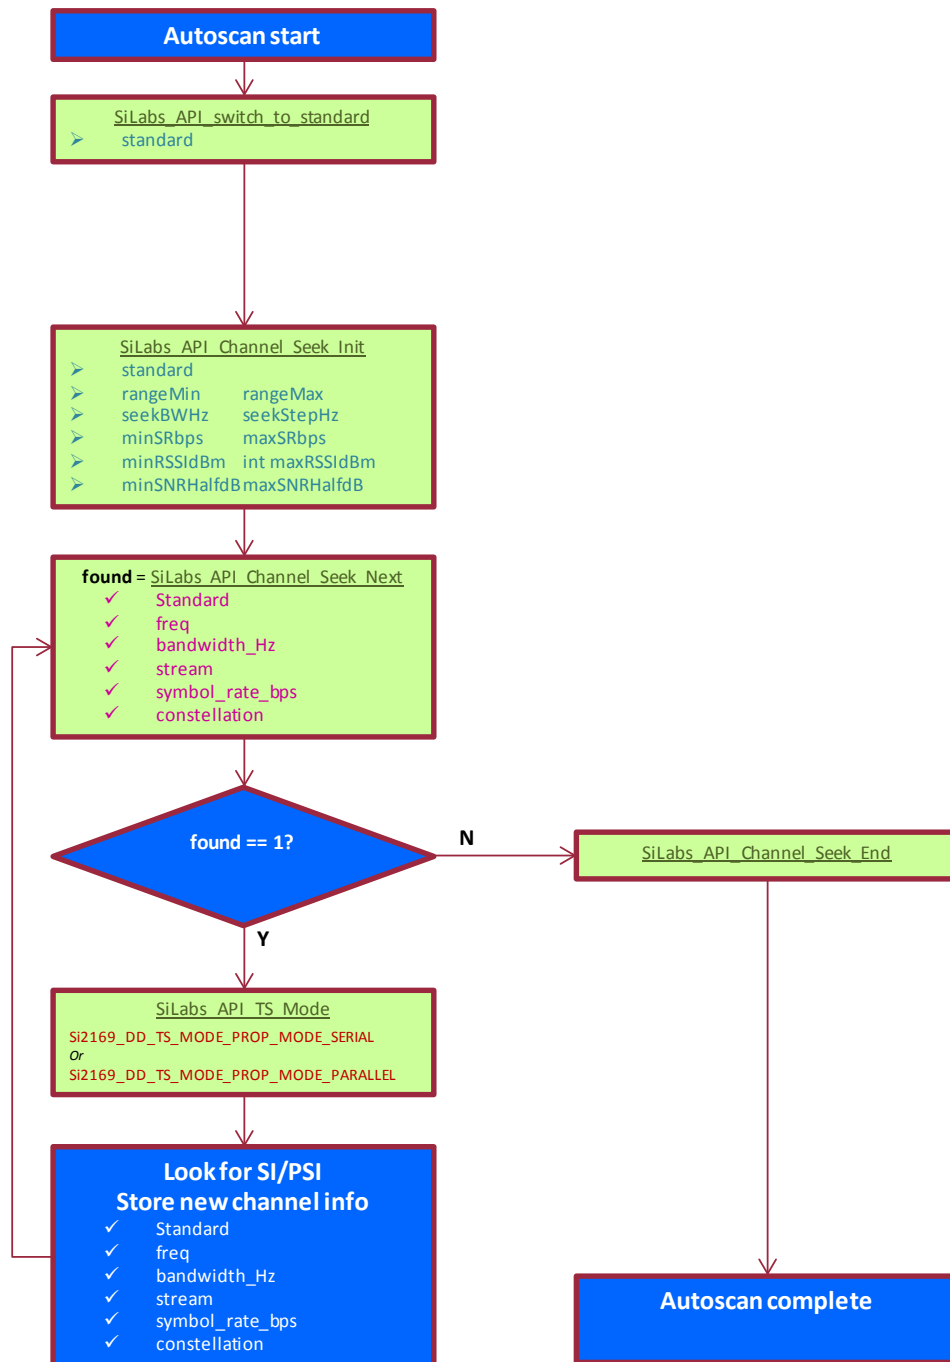 Autoscan start
SiLabs_API_switch_to_standard
➢ standard
SiLabs_API_Channel_Seek_Init
➢ standard
➢ rangeMin rangeMax
➢ seekBWHz seekStepHz
➢ minSRbps maxSRbps
➢ minRSSIdBm int maxRSSIdBm
➢ minSNRHalfdB maxSNRHalfdB
found = SiLabs_API_Channel_Seek_Next
✓ Standard
✓ freq
✓ bandwidth_Hz
✓ stream
✓ symbol_rate_bps
✓ constellation
found == 1?
N
SiLabs_API_Channel_Seek_End
Y
SiLabs_API_TS_Mode
Si2169_DD_TS_MODE_PROP_MODE_SERIAL
Or
Si2169_DD_TS_MODE_PROP_MODE_PARALLEL
Look for SI/PSI
Store new channel info
✓ Standard
✓ freq
✓ bandwidth_Hz
✓ stream
✓ symbol_rate_bps
✓ constellation
Autoscan complete